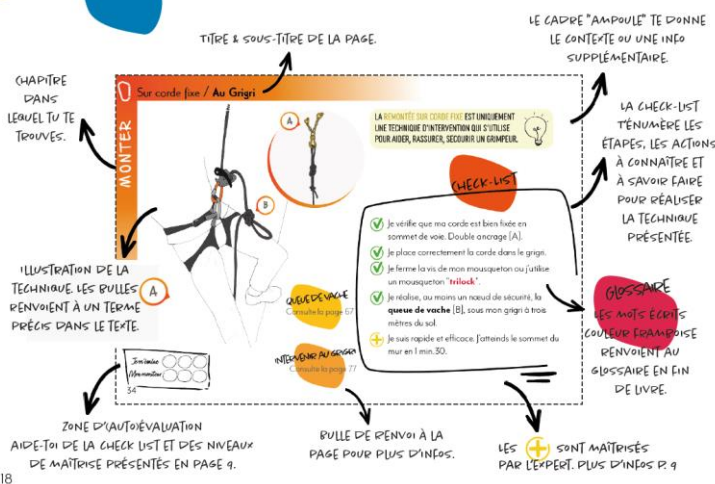 TITRE & SOUS-TITRE DE LA PAGE.
LE CADRE "AMPOULE" TE DONNE
LE CONTEXTE OU UNE INFO
SUPPLÉMENTAIRE.
CHAPITRE
DANS
LEQUEL TU TE
TROUVES.
Sur corde fixe / Au Grigri
MONTER
A
B
LA REMONTÉE SUR CORDE FIXE EST UNIQUEMENT
UNE TECHNIQUE D'INTERVENTION QUI S'UTILISE
POUR AIDER, RASSURER, SECOURIR UN GRIMPEUR.
LA CHECK-LIST
T'ÉNUMÈRE LES
ÉTAPES, LES ACTIONS
À CONNAÎTRE ET
À SAVOIR FAIRE
POUR RÉALISER
LA TECHNIQUE
PRÉSENTÉE.
CHECK-LIST
Je vérifie que ma corde est bien fixée en
sommet de voie. Double ancrage [A].
Je place correctement la corde dans le grigri.
Je ferme la vis de mon mousqueton ou j'utilise
un mousqueton "trilock".
Je réalise, au moins un nœud de sécurité, la
queue de vache [B], sous mon grigri à trois
mètres du sol.
Je suis rapide et efficace. J'atteinds le sommet du
mur en 1 min.30.
ILLUSTRATION DE LA
TECHNIQUE. LES BULLES
RENVOIENT À UN TERME
PRÉCIS DANS LE TEXTE.
A
QUEUE DE VACHE
Consulte la page 67
INTERVENIR AU GRIGRI
Consulte la page 77
GLOSSAIRE
LES MOTS ÉCRITS
COULEUR FRAMBOISE
RENVOIENT AU
GLOSSAIRE EN FIN
DE LIVRE.
34
ZONE D'(AUTO)ÉVALUATION
AIDE-TOI DE LA CHECK LIST ET DES NIVEAUX
DE MAÎTRISE PRÉSENTÉS EN PAGE 9.
BULLE DE RENVOI À LA
PAGE POUR PLUS D'INFOS.
LES + SONT MAÎTRISÉS
PAR L'EXPERT. PLUS D'INFOS P. 9
18